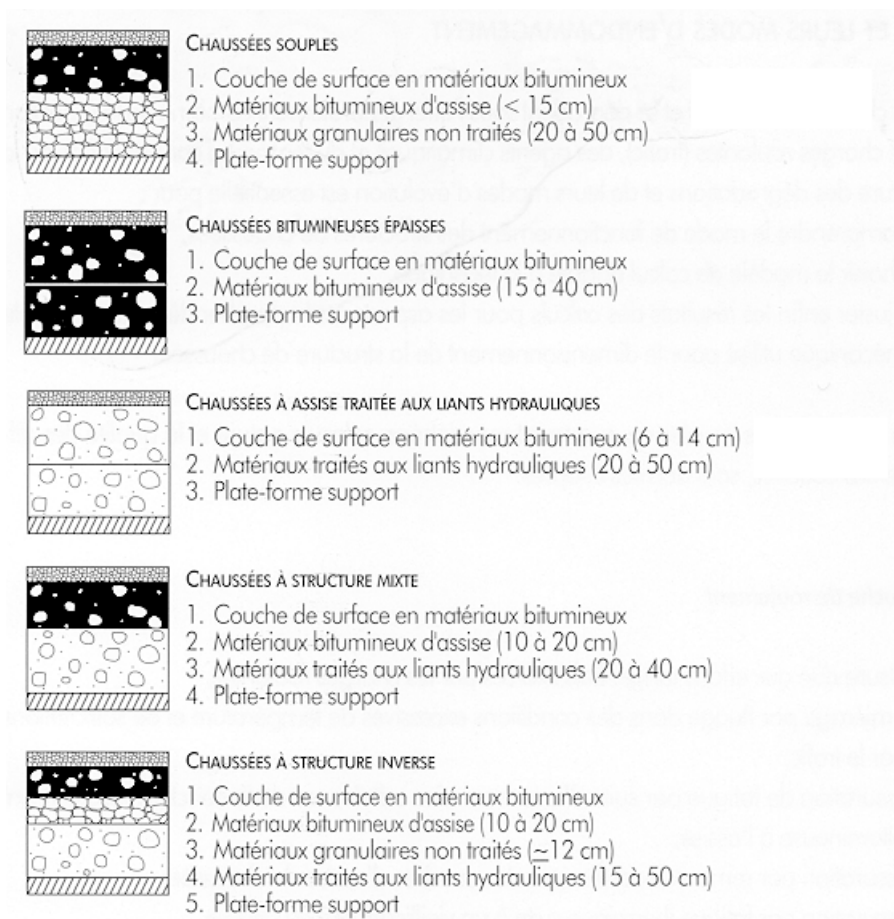 CHAUSSÉES SOUPLES
1. Couche de surface en matériaux bitumineux
2. Matériaux bitumineux d'assise (< 15 cm)
3. Matériaux granulaires non traités (20 à 50 cm)
4. Plate-forme support
CHAUSSÉES BITUMINEUSES ÉPAISSES
1. Couche de surface en matériaux bitumineux
2. Matériaux bitumineux d'assise (15 à 40 cm)
3. Plate-forme support
CHAUSSÉES À ASSISE TRAITÉE AUX LIANTS HYDRAULIQUES
1. Couche de surface en matériaux bitumineux (6 à 14 cm)
2. Matériaux traités aux liants hydrauliques (20 à 50 cm)
3. Plate-forme support
CHAUSSÉES À STRUCTURE MIXTE
1. Couche de surface en matériaux bitumineux
2. Matériaux bitumineux d'assise (10 à 20 cm)
3. Matériaux traités aux liants hydrauliques (20 à 40 cm)
4. Plate-forme support
CHAUSSÉES À STRUCTURE INVERSE
1. Couche de surface en matériaux bitumineux
2. Matériaux bitumineux d'assise (10 à 20 cm)
3. Matériaux granulaires non traités (~12 cm)
4. Matériaux traités aux liants hydrauliques (15 à 50 cm)
5. Plate-forme support